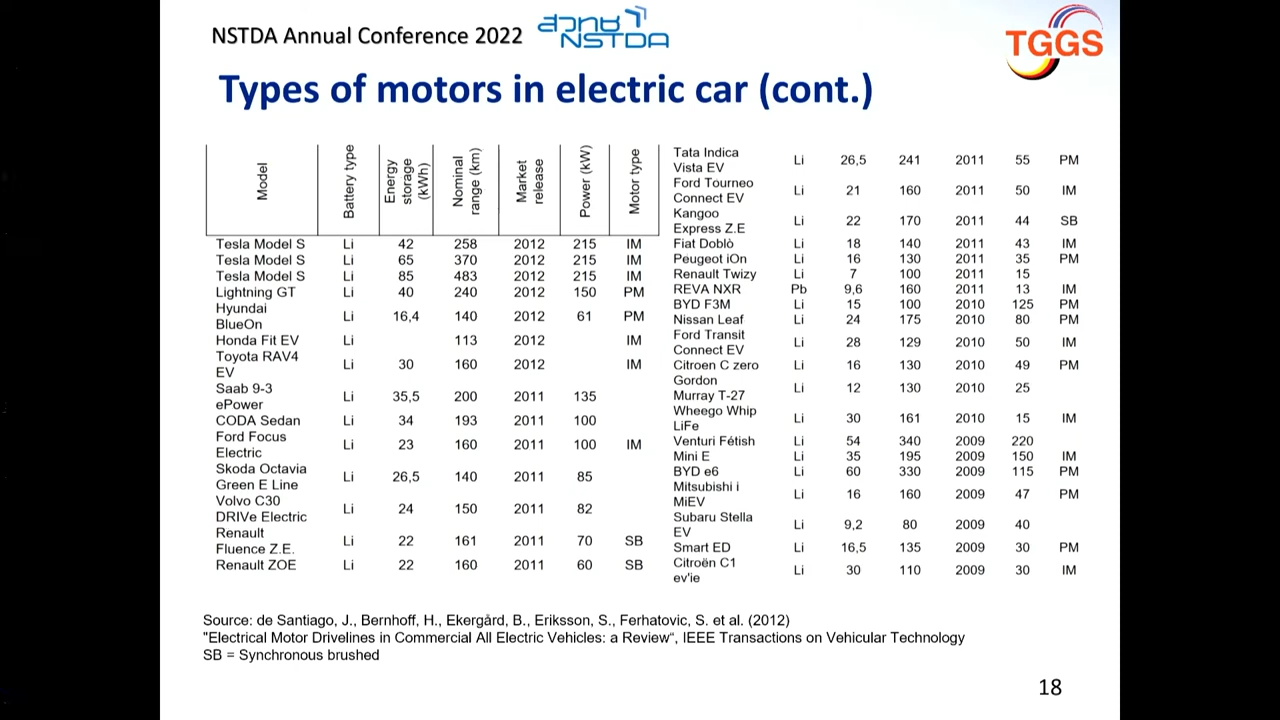 NSTDA Annual Conference 2022
สวทช
NSTDA
TGGS
Types of motors in electric car (cont.)
Model Battery type Energy storage (kWh) Nominal range (km) Market release Power (kW) Motor type
Tesla Model S Li 42 258 2012 215 IM
Tesla Model S Li 65 370 2012 215 IM
Tesla Model S Li 85 483 2012 215 IM
Lightning GT Li 40 240 2012 150 PM
Hyundai BlueOn Li 16,4 140 2012 61 PM
Honda Fit EV Li 113 2012 IM
Toyota RAV4 EV Li 30 160 2012 IM
Saab 9-3 ePower Li 35,5 200 2011 135
CODA Sedan Li 34 193 2011 100
Ford Focus Electric Li 23 160 2011 100 IM
Skoda Octavia Green E Line Li 26,5 140 2011 85
Volvo C30 DRIVe Electric Li 24 150 2011 82
Renault Fluence Z.E. Li 22 161 2011 70 SB
Renault ZOE Li 22 160 2011 60 SB
Tata Indica Vista EV Li 26,5 241 2011 55 PM
Ford Tourneo Connect EV Li 21 160 2011 50 IM
Kangoo Express Z.E Li 22 170 2011 44 SB
Fiat Doblò Li 18 140 2011 43 IM
Peugeot iOn Li 16 130 2011 35 PM
Renault Twizy Li 7 100 2011 15
REVA NXR Pb 9,6 160 2011 13 IM
BYD F3M Li 15 100 2010 125 PM
Nissan Leaf Li 24 175 2010 80 PM
Ford Transit Connect EV Li 28 129 2010 50 IM
Citroen C zero Li 16 130 2010 49 PM
Gordon Murray T-27 Li 12 130 2010 25
Wheego Whip LiFe Li 30 161 2010 15 IM
Venturi Fétish Li 54 340 2009 220
Mini E Li 35 195 2009 150 IM
BYD e6 Li 60 330 2009 115 PM
Mitsubishi i MiEV Li 16 160 2009 47 PM
Subaru Stella EV Li 9,2 80 2009 40
Smart ED Li 16,5 135 2009 30 PM
Citroën C1 ev'ie Li 30 110 2009 30 IM
Source: de Santiago, J., Bernhoff, H., Ekergård, B., Eriksson, S., Ferhatovic, S. et al. (2012)
"Electrical Motor Drivelines in Commercial All Electric Vehicles: a Review“, IEEE Transactions on Vehicular Technology
SB = Synchronous brushed
18